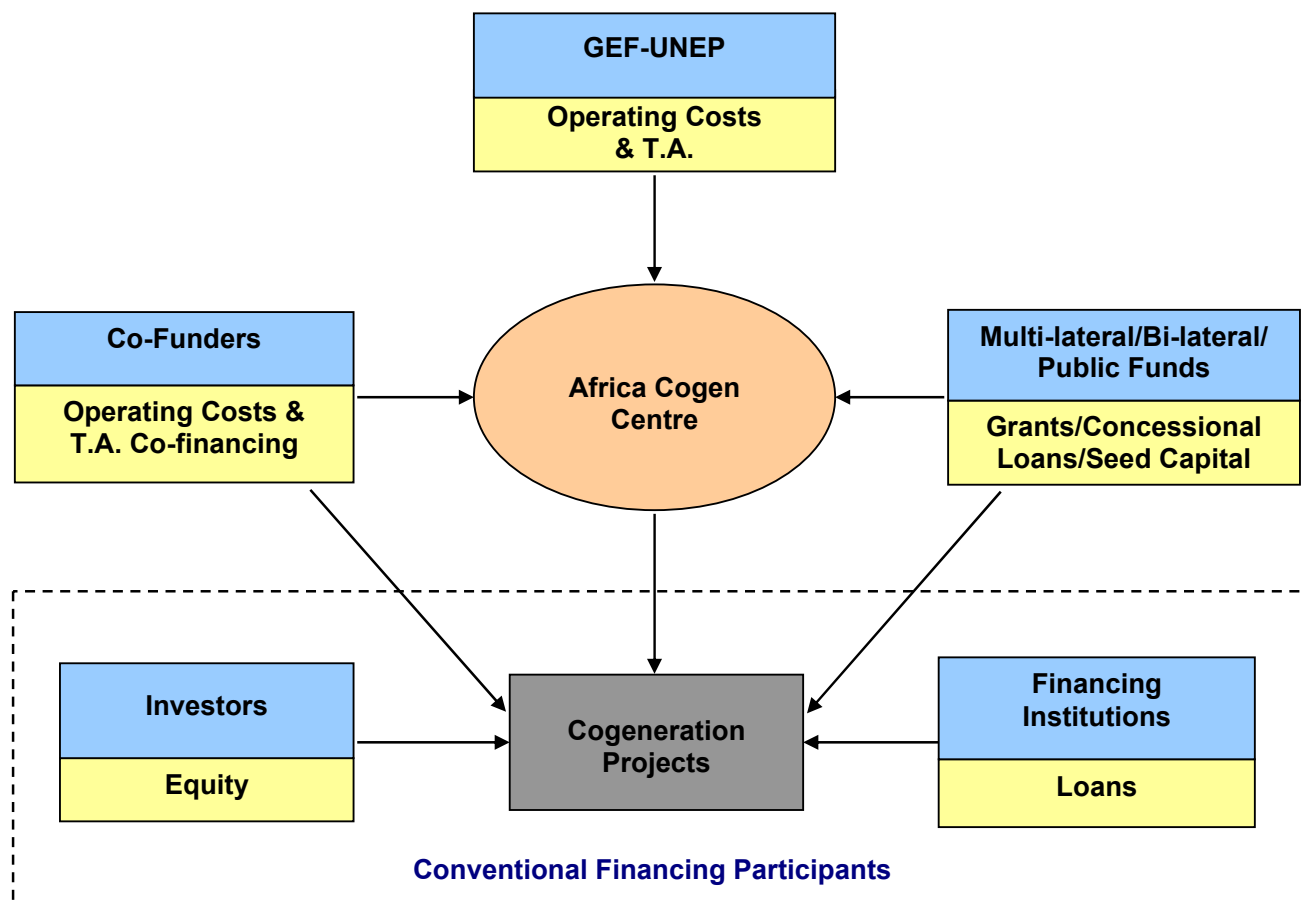 GEF-UNEP
Operating Costs
& T.A.
Co-Funders
Operating Costs &
T.A. Co-financing
Africa Cogen
Centre
Multi-lateral/Bi-lateral/
Public Funds
Grants/Concessional
Loans/Seed Capital
Investors
Equity
Cogeneration
Projects
Financing
Institutions
Loans
Conventional Financing Participants